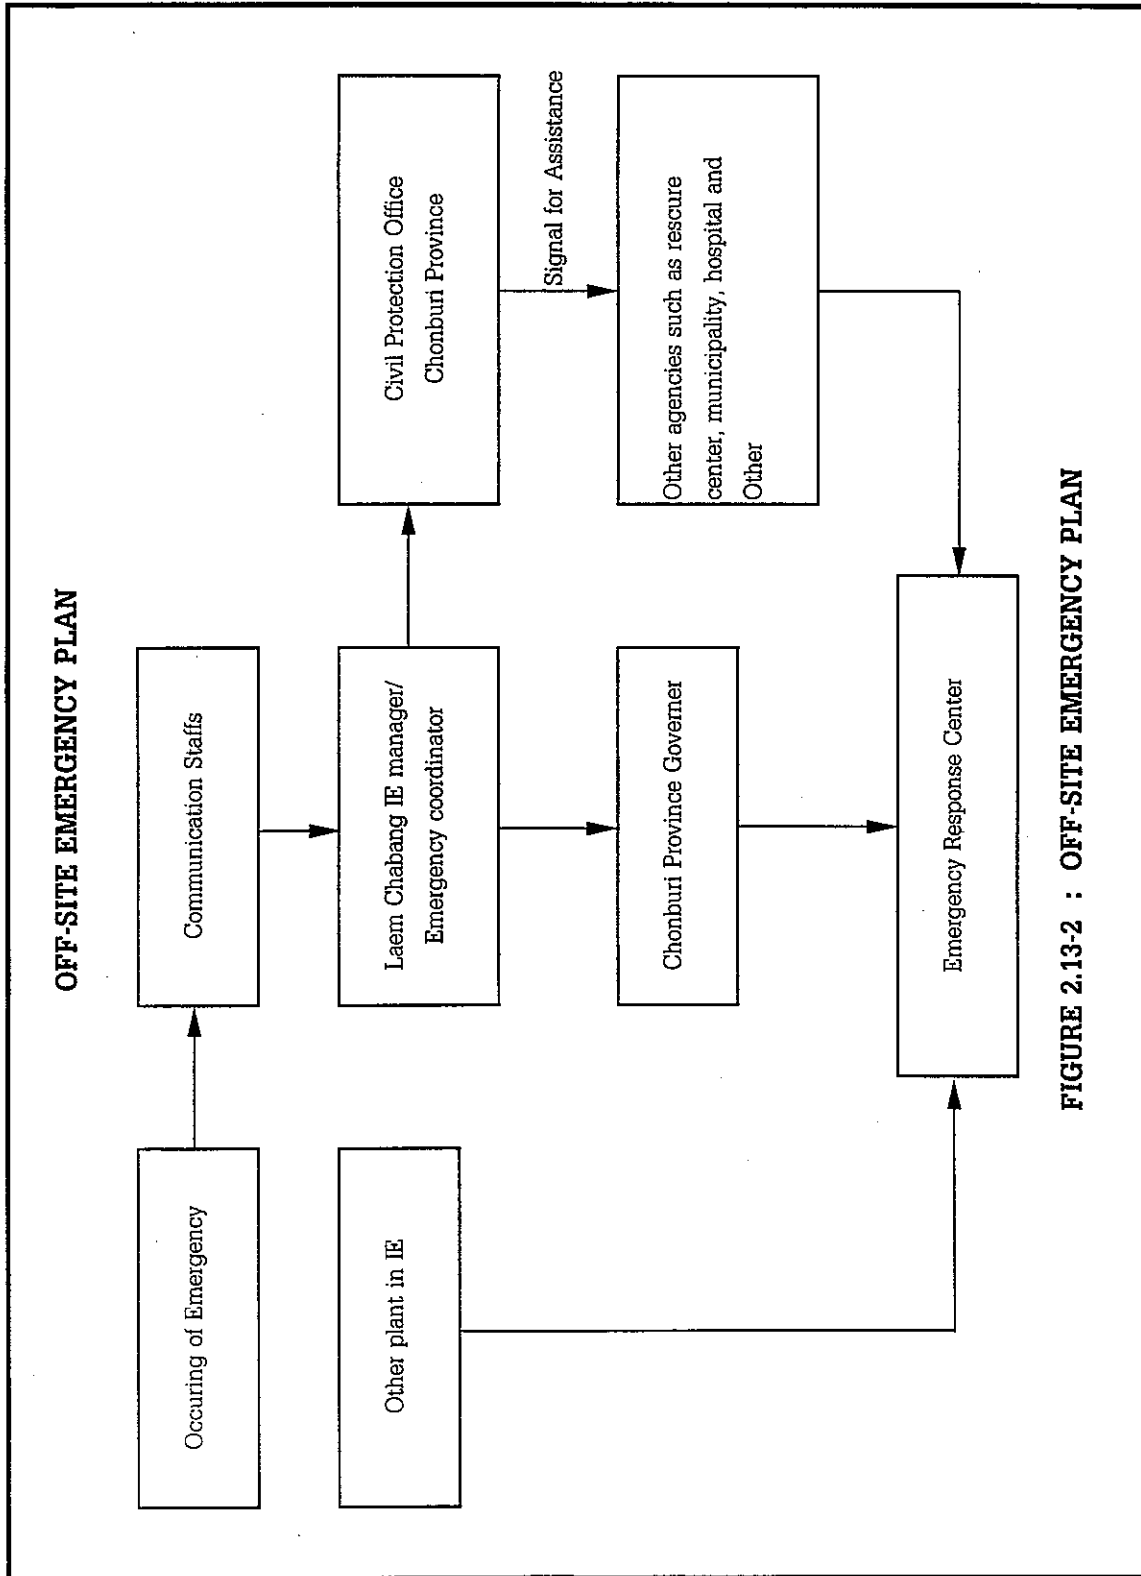 OFF-SITE EMERGENCY PLAN
Occuring of Emergency
Communication Staffs
Other plant in IE
Laem Chabang IE manager/
Emergency coordinator
Civil Protection Office
Chonburi Province
Signal for Assistance
Chonburi Province Governer
Other agencies such as rescure
center, municipality, hospital and
Other
Emergency Response Center
FIGURE 2.13-2 : OFF-SITE EMERGENCY PLAN